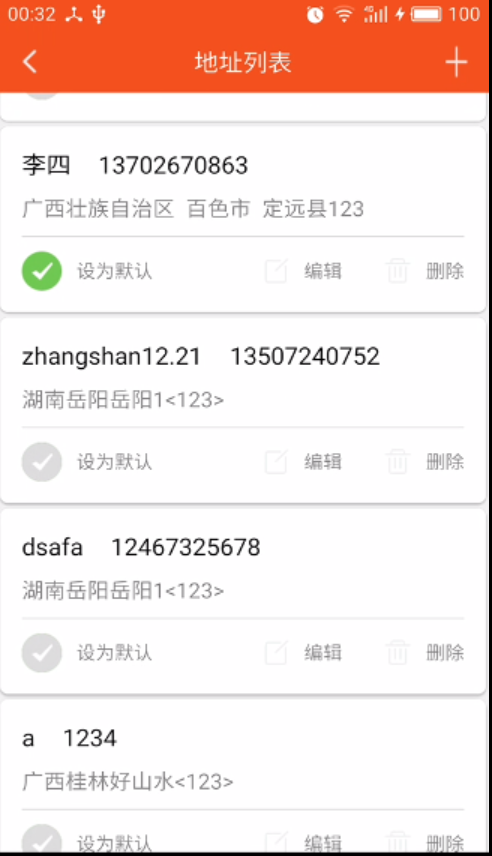 00:32 4G 100
地址列表
李四 13702670863
广西壮族自治区 百色市 定远县123
设为默认 编辑 删除
zhangshan12.21 13507240752
湖南岳阳岳阳1<123>
设为默认 编辑 删除
dsafa 12467325678
湖南岳阳岳阳1<123>
设为默认 编辑 删除
a 1234
广西桂林好山水<123>
设为默认 编辑 删除